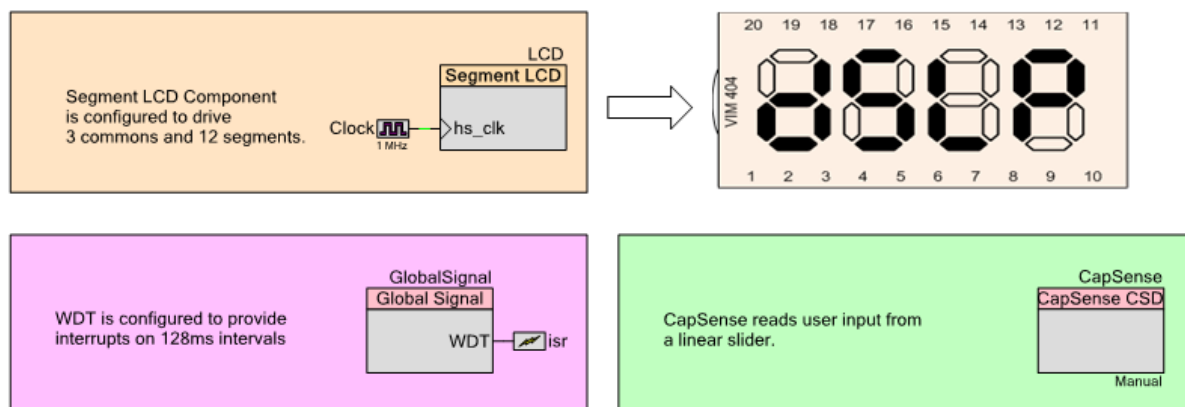 LCD
Segment LCD
Segment LCD Component
is configured to drive
3 commons and 12 segments.
Clock
hs_clk
1 MHz
20 19 18 17 16 15 14 13 12 11
VIM 404
aSLP
1 2 3 4 5 6 7 8 9 10
GlobalSignal
Global Signal
WDT is configured to provide
interrupts on 128ms intervals
WDT isr
CapSense
CapSense CSD
CapSense reads user input from
a linear slider.
Manual